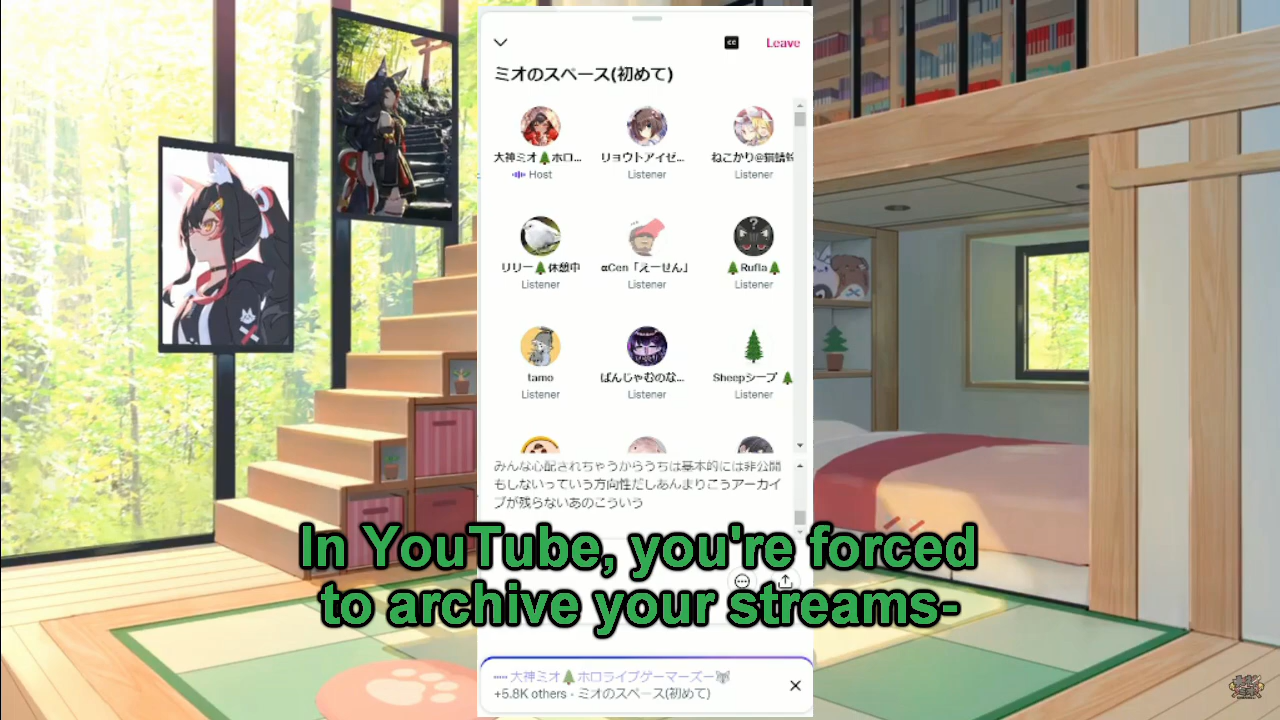 CC
Leave
ミオのスペース(初めて)
大神ミオ🌲ホロ...
リョウトアイゼ...
ねこかり@猫請
Host
Listener
Listener
リリー🌲休憩中
αCen「えーせん」
🌲Rufla🌲
Listener
Listener
Listener
tamo
ばんじゃむのな...
Sheepシープ🌲
Listener
Listener
Listener
みんな心配されちゃうからうちは基本的には非公開
もしないっていう方向性だしあんまりこうアーカイ
ブが残らないあのこういう
In YouTube, you're forced
to archive your streams-
大神ミオ🌲ホロライブゲーマーズ🐺
+5.8K others · ミオのスペース(初めて)